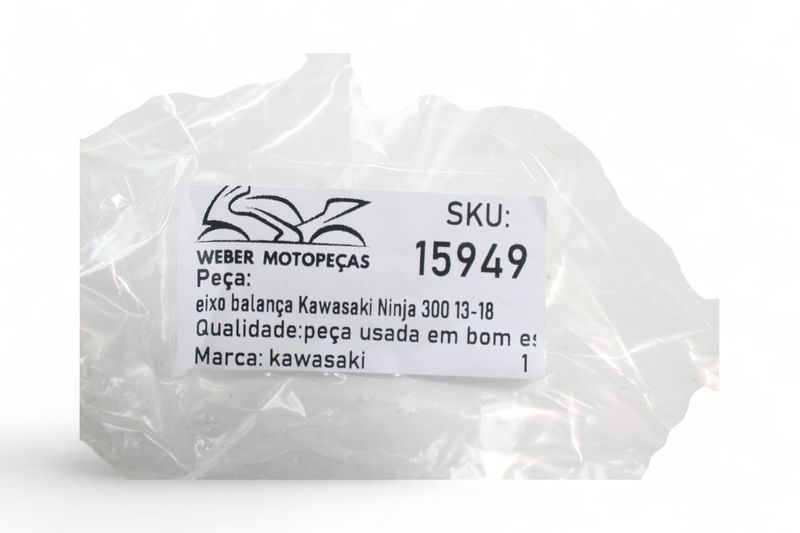 WEBER MOTOPEÇAS
SKU:
15949
Peça:
eixo balança Kawasaki Ninja 300 13-18
Qualidade:peça usada em bom es
Marca: kawasaki 1